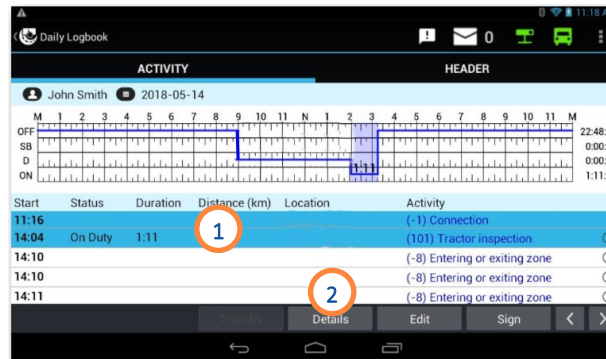 11:18 A
Daily Logbook
0
ACTIVITY
HEADER
John Smith 2018-05-14
M 1 2 3 4 5 6 7 8 9 10 11 N 1 2 3 4 5 6 7 8 9 10 11 M
OFF 22:48:
SB 0:00:
D 0:00:
ON 1:11 1:11:
Start Status Duration Distance (km) Location Activity
11:16 (-1) Connection
14:04 On Duty 1:11 (101) Tractor inspection
1
14:10 (-8) Entering or exiting zone
14:10 (-8) Entering or exiting zone
14:11 (-8) Entering or exiting zone
2
Transfer Details Edit Sign